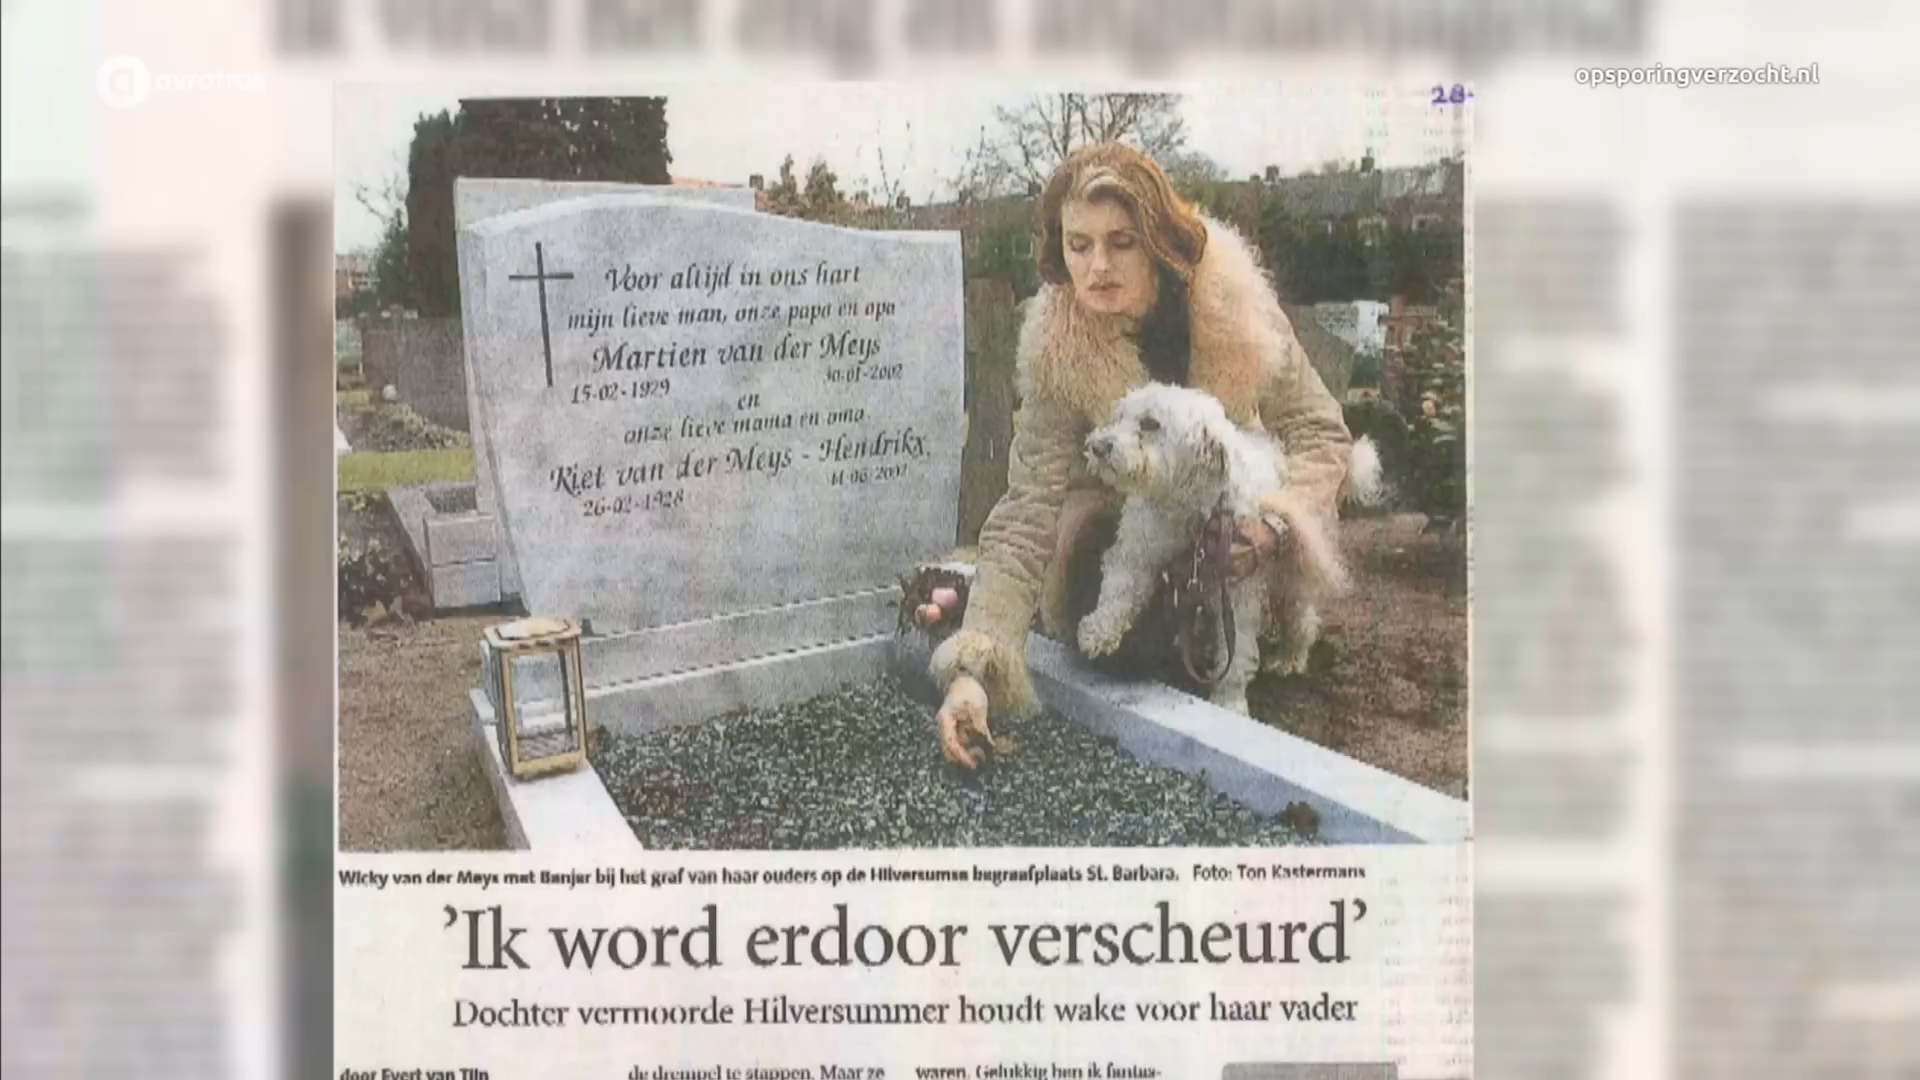 avrotros
opsporingverzocht.nl
28-
Voor altijd in ons hart
mijn lieve man, onze papa en opa
Martien van der Meys
15-02-1929 30-01-2002
en
onze lieve mama en oma
Riet van der Meys - Hendrikx
26-02-1928
Wicky van der Meys met Banjer bij het graf van haar ouders op de Hilversumse begraafplaats St. Barbara. Foto: Ton Kastermans
'Ik word erdoor verscheurd'
Dochter vermoorde Hilversummer houdt wake voor haar vader
door Evert van Tijn
de drempel te stappen. Maar ze
waren. Gelukkig ben ik fantas-